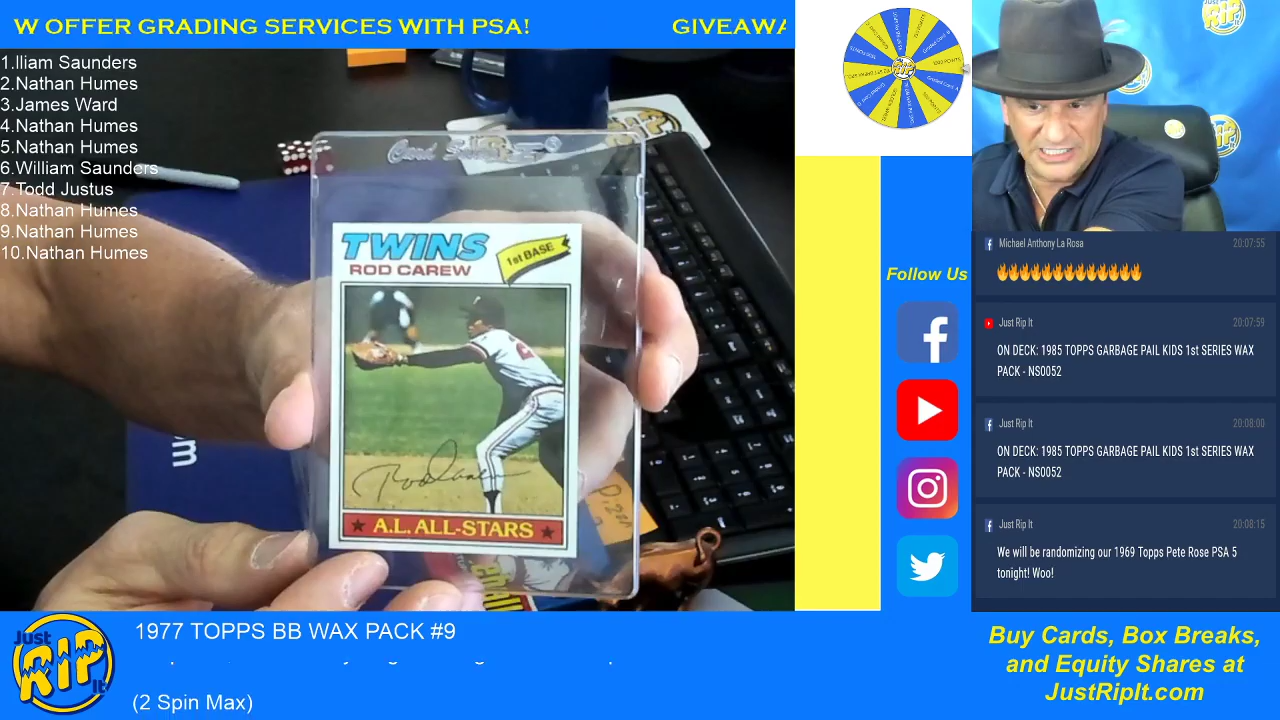 W OFFER GRADING SERVICES WITH PSA!
GIVEAWA
1.Iliam Saunders
2.Nathan Humes
3.James Ward
4.Nathan Humes
5.Nathan Humes
6.William Saunders
7.Todd Justus
8.Nathan Humes
9.Nathan Humes
10.Nathan Humes
TWINS
ROD CAREW
1st BASE
Rod Carew
★ A.L. ALL-STARS ★
RIP
Follow Us
Michael Anthony La Rosa
20:07:55
🔥🔥🔥🔥🔥🔥🔥🔥🔥🔥🔥🔥🔥
Just Rip It
20:07:59
ON DECK: 1985 TOPPS GARBAGE PAIL KIDS 1st SERIES WAX
PACK - NS0052
Just Rip It
20:08:00
ON DECK: 1985 TOPPS GARBAGE PAIL KIDS 1st SERIES WAX
PACK - NS0052
Just Rip It
20:08:15
We will be randomizing our 1969 Topps Pete Rose PSA 5
tonight! Woo!
Just
RIP
It
1977 TOPPS BB WAX PACK #9
(2 Spin Max)
Buy Cards, Box Breaks,
and Equity Shares at
JustRipIt.com